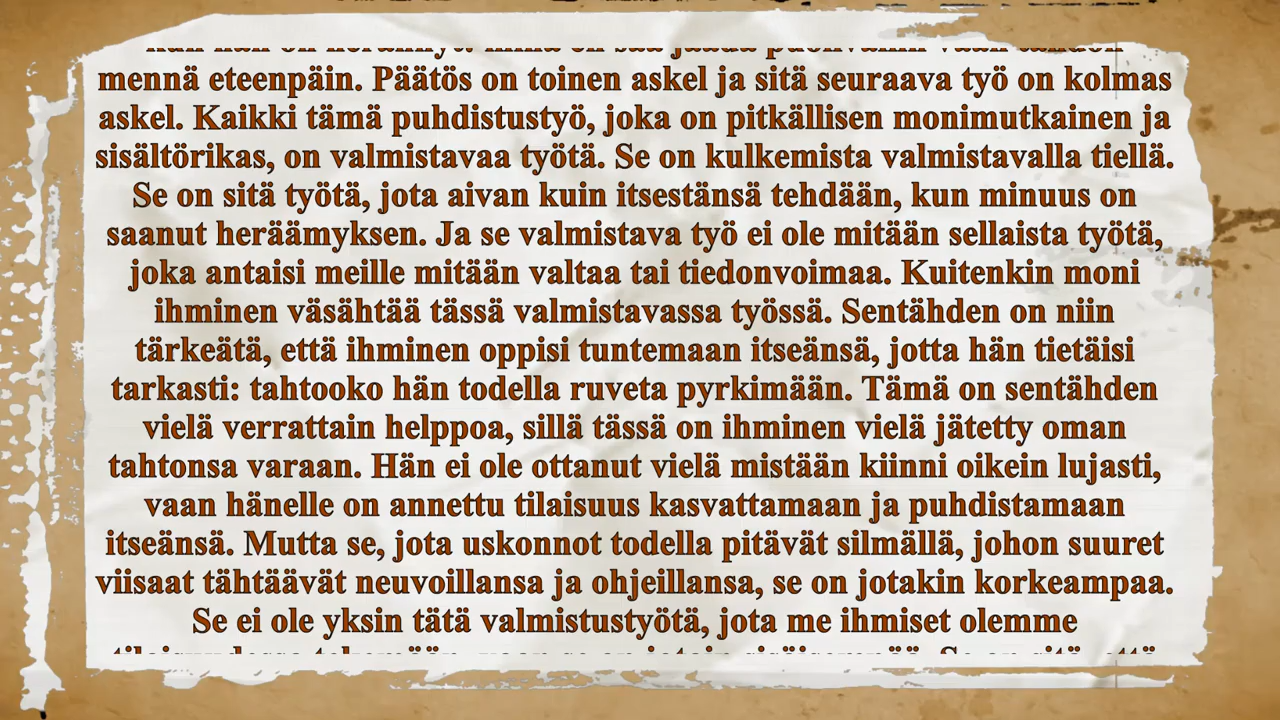 mennä eteenpäin. Päätös on toinen askel ja sitä seuraava työ on kolmas
askel. Kaikki tämä puhdistustyö, joka on pitkällisen monimutkainen ja
sisältörikas, on valmistavaa työtä. Se on kulkemista valmistavalla tiellä.
Se on sitä työtä, jota aivan kuin itsestänsä tehdään, kun minuus on
saanut heräämyksen. Ja se valmistava työ ei ole mitään sellaista työtä,
joka antaisi meille mitään valtaa tai tiedonvoimaa. Kuitenkin moni
ihminen väsähtää tässä valmistavassa työssä. Sentähden on niin
tärkeätä, että ihminen oppisi tuntemaan itseänsä, jotta hän tietäisi
tarkasti: tahtooko hän todella ruveta pyrkimään. Tämä on sentähden
vielä verrattain helppoa, sillä tässä on ihminen vielä jätetty oman
tahtonsa varaan. Hän ei ole ottanut vielä mistään kiinni oikein lujasti,
vaan hänelle on annettu tilaisuus kasvattamaan ja puhdistamaan
itseänsä. Mutta se, jota uskonnot todella pitävät silmällä, johon suuret
viisaat tähtäävät neuvoillansa ja ohjeillansa, se on jotakin korkeampaa.
Se ei ole yksin tätä valmistustyötä, jota me ihmiset olemme